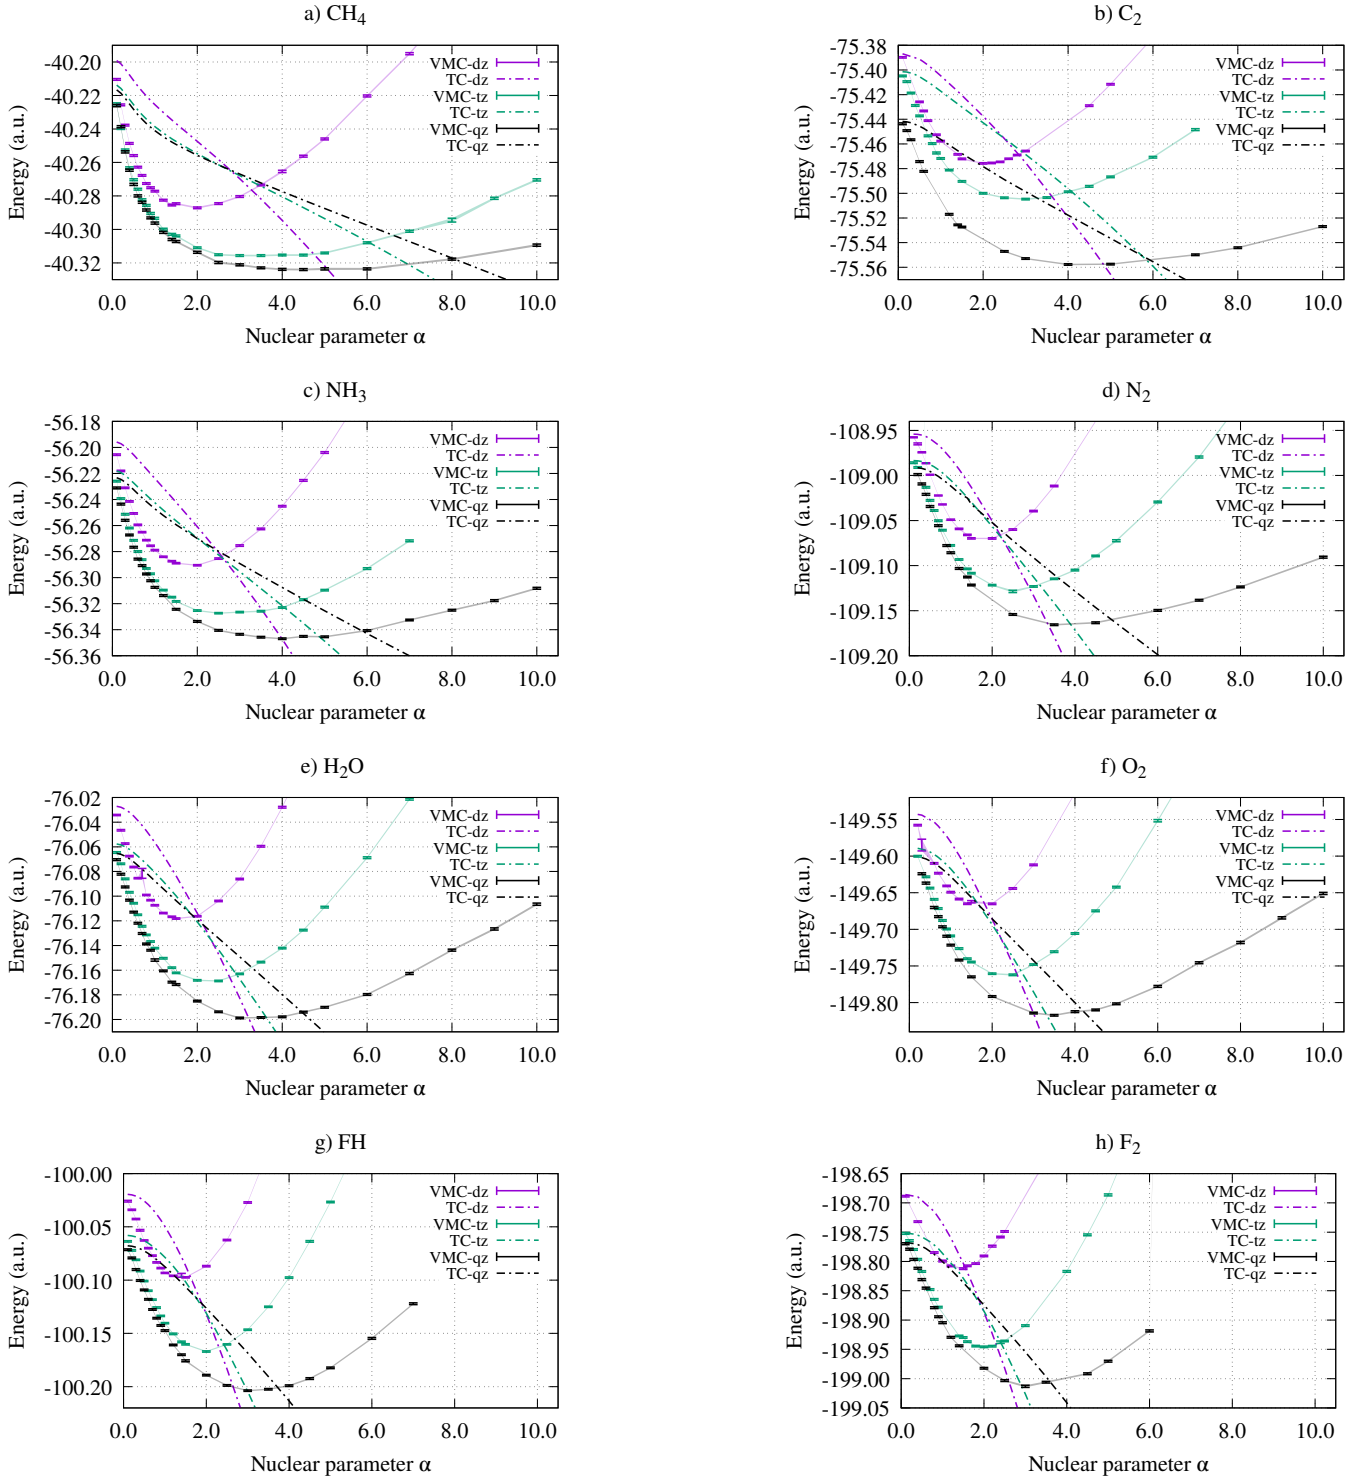 a) CH4
Energy (a.u.)
-40.20
-40.22
-40.24
-40.26
-40.28
-40.30
-40.32
0.0 2.0 4.0 6.0 8.0 10.0
Nuclear parameter α
VMC-dz
TC-dz
VMC-tz
TC-tz
VMC-qz
TC-qz
b) C2
Energy (a.u.)
-75.38
-75.40
-75.42
-75.44
-75.46
-75.48
-75.50
-75.52
-75.54
-75.56
0.0 2.0 4.0 6.0 8.0 10.0
Nuclear parameter α
VMC-dz
TC-dz
VMC-tz
TC-tz
VMC-qz
TC-qz
c) NH3
Energy (a.u.)
-56.18
-56.20
-56.22
-56.24
-56.26
-56.28
-56.30
-56.32
-56.34
-56.36
0.0 2.0 4.0 6.0 8.0 10.0
Nuclear parameter α
VMC-dz
TC-dz
VMC-tz
TC-tz
VMC-qz
TC-qz
d) N2
Energy (a.u.)
-108.95
-109.00
-109.05
-109.10
-109.15
-109.20
0.0 2.0 4.0 6.0 8.0 10.0
Nuclear parameter α
VMC-dz
TC-dz
VMC-tz
TC-tz
VMC-qz
TC-qz
e) H2O
Energy (a.u.)
-76.02
-76.04
-76.06
-76.08
-76.10
-76.12
-76.14
-76.16
-76.18
-76.20
0.0 2.0 4.0 6.0 8.0 10.0
Nuclear parameter α
VMC-dz
TC-dz
VMC-tz
TC-tz
VMC-qz
TC-qz
f) O2
Energy (a.u.)
-149.55
-149.60
-149.65
-149.70
-149.75
-149.80
0.0 2.0 4.0 6.0 8.0 10.0
Nuclear parameter α
VMC-dz
TC-dz
VMC-tz
TC-tz
VMC-qz
TC-qz
g) FH
Energy (a.u.)
-100.00
-100.05
-100.10
-100.15
-100.20
0.0 2.0 4.0 6.0 8.0 10.0
Nuclear parameter α
VMC-dz
TC-dz
VMC-tz
TC-tz
VMC-qz
TC-qz
h) F2
Energy (a.u.)
-198.65
-198.70
-198.75
-198.80
-198.85
-198.90
-198.95
-199.00
-199.05
0.0 2.0 4.0 6.0 8.0 10.0
Nuclear parameter α
VMC-dz
TC-dz
VMC-tz
TC-tz
VMC-qz
TC-qz